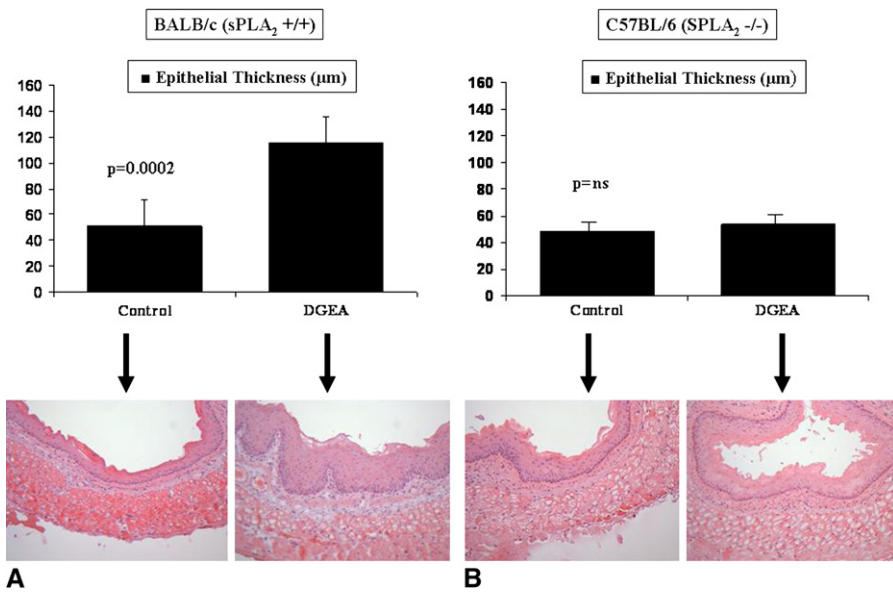 BALB/c (sPLA₂ +/+)
■ Epithelial Thickness (μm)
160
140
120
100
80
60
40
20
0
p=0.0002
Control
DGEA
A
C57BL/6 (SPLA₂ -/-)
■ Epithelial Thickness (μm)
160
140
120
100
80
60
40
20
0
p=ns
Control
DGEA
B